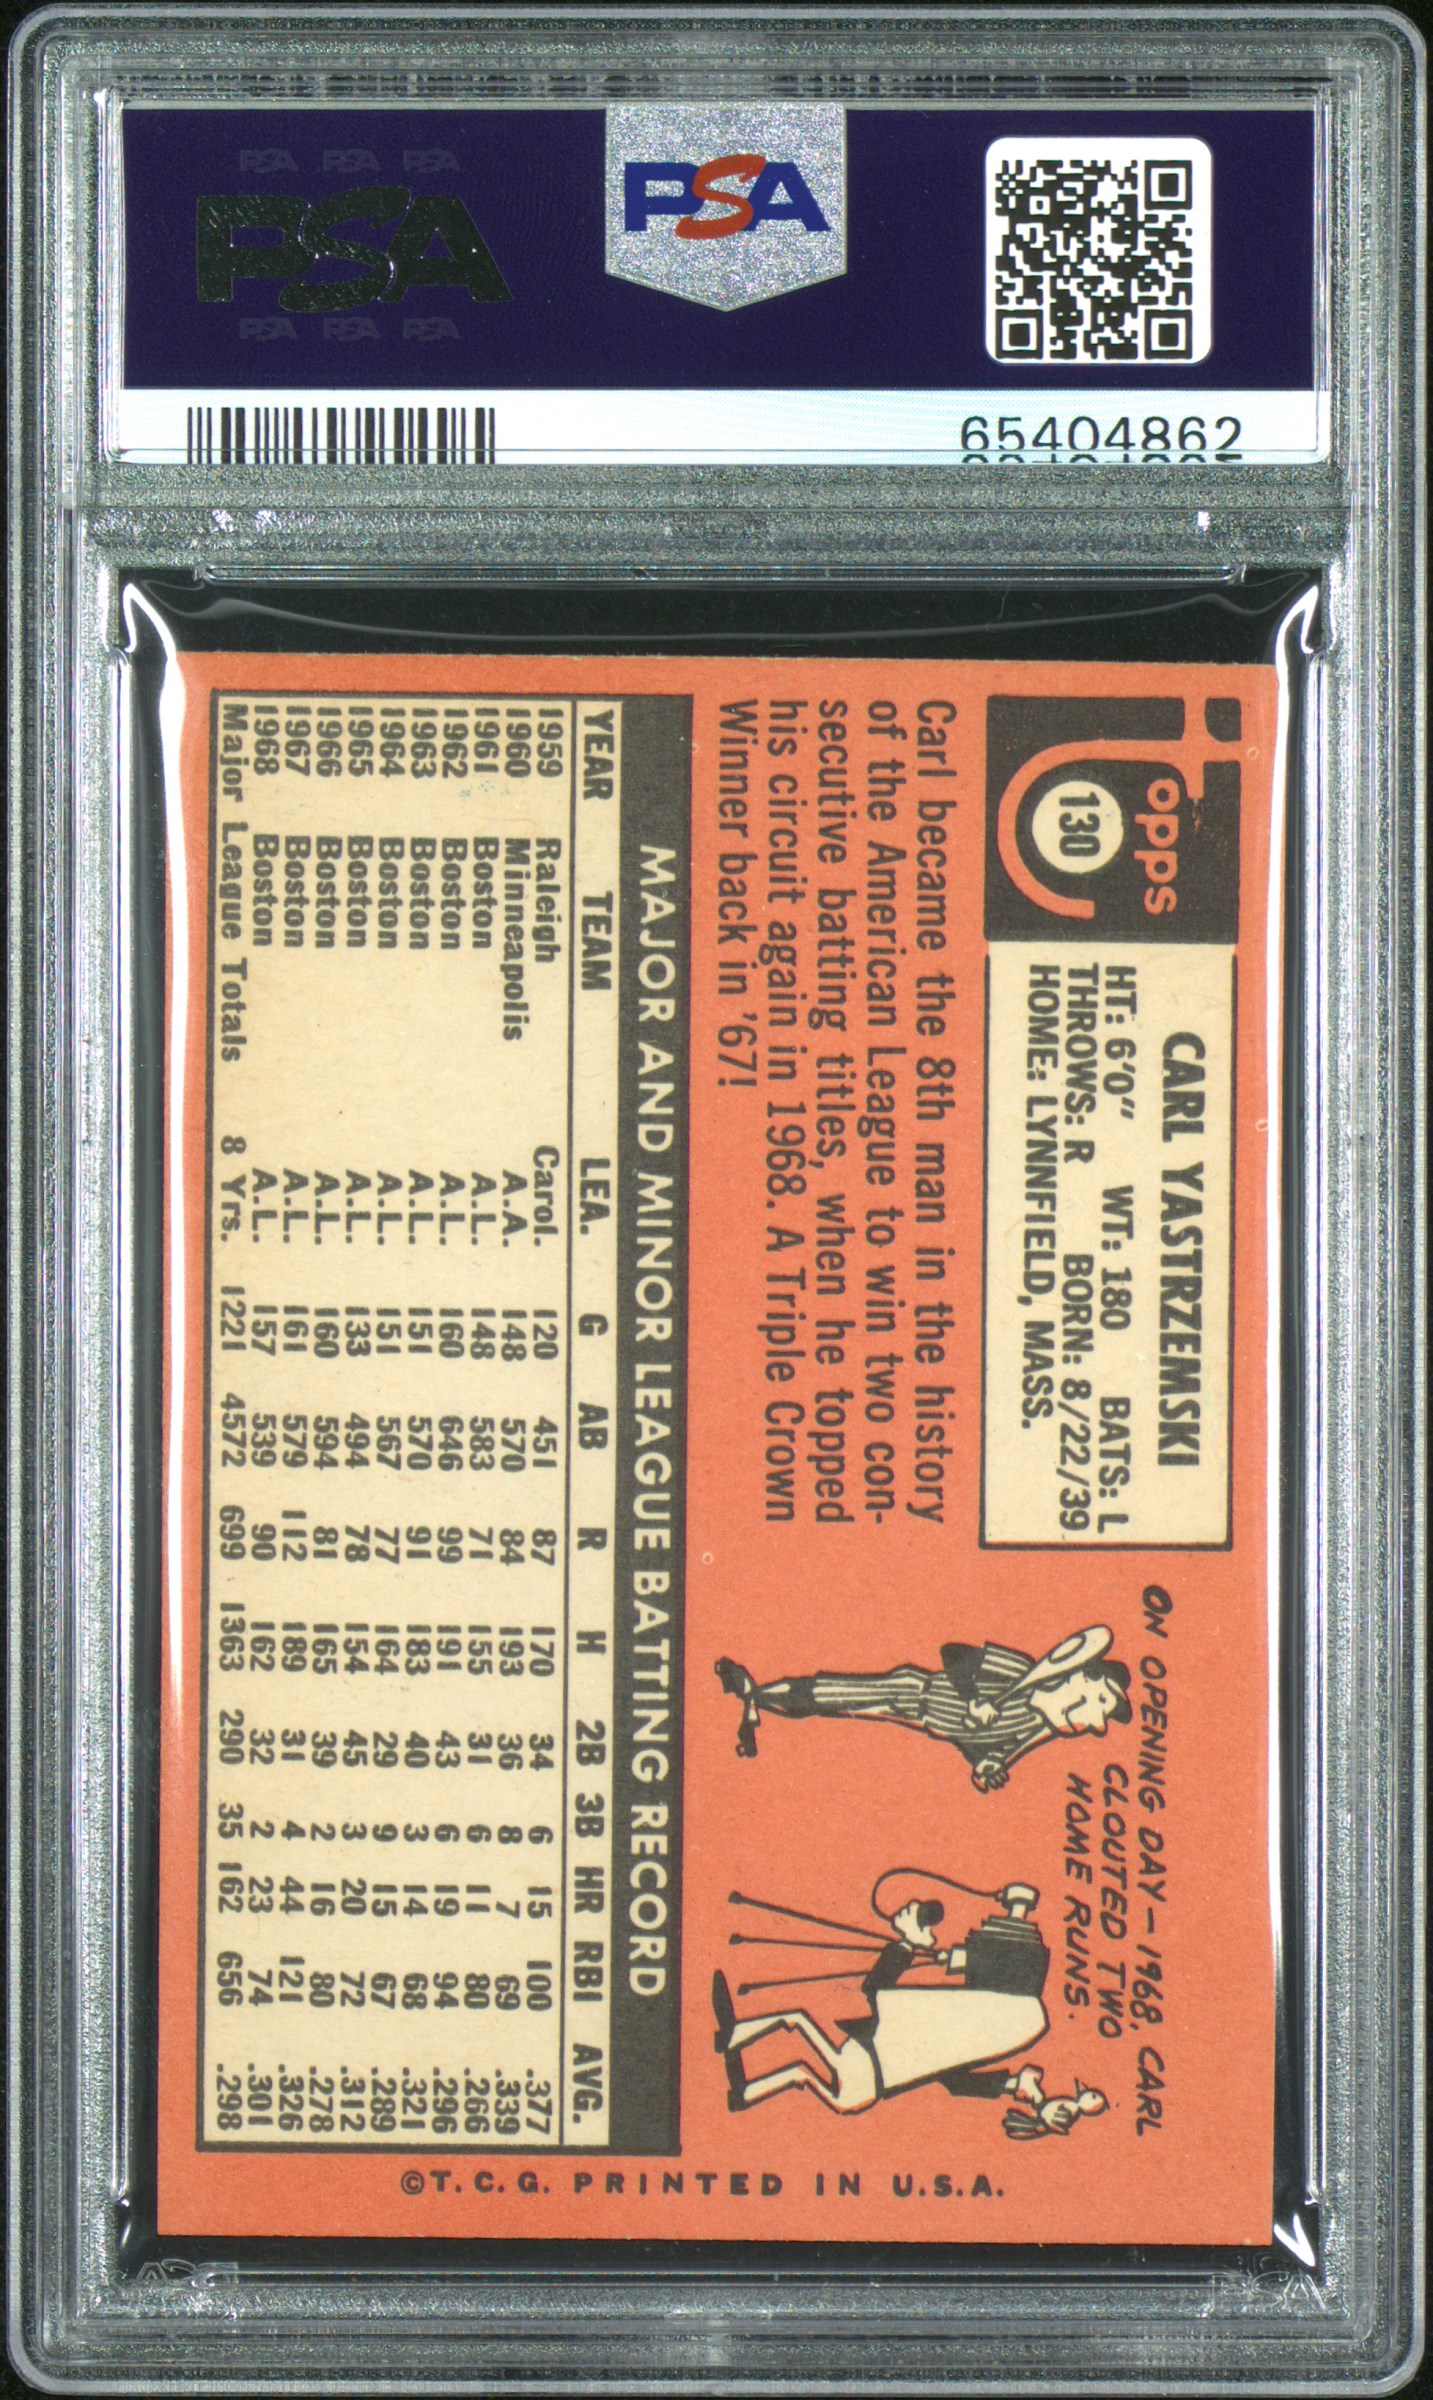 PSA PSA PSA
PSA
PSA PSA PSA
PSA
65404862
Topps
130
CARL YASTRZEMSKI
HT: 6'0" WT: 180 BATS: L
THROWS: R BORN: 8/22/39
HOME: LYNNFIELD, MASS.
Carl became the 8th man in the history
of the American League to win two con-
secutive batting titles, when he topped
his circuit again in 1968. A Triple Crown
Winner back in '67!
ON OPENING DAY-1968, CARL
CLOUTED TWO
HOME RUNS.
MAJOR AND MINOR LEAGUE BATTING RECORD
YEAR TEAM LEA. G AB R H 2B 3B HR RBI AVG.
1959 Raleigh Carol. 120 451 87 170 34 6 15 100 .377
1960 Minneapolis A.A. 148 570 84 193 36 8 7 69 .339
1961 Boston A.L. 148 583 71 155 31 6 11 80 .266
1962 Boston A.L. 160 646 99 191 43 6 19 94 .296
1963 Boston A.L. 151 570 91 183 40 3 14 68 .321
1964 Boston A.L. 151 567 77 164 29 9 15 67 .289
1965 Boston A.L. 133 494 78 154 45 3 20 72 .312
1966 Boston A.L. 160 594 81 165 39 2 16 80 .278
1967 Boston A.L. 161 579 112 189 31 4 44 121 .326
1968 Boston A.L. 157 539 90 162 32 2 23 74 .301
Major League Totals 8 Yrs. 1221 4572 699 1363 290 35 162 656 .298
©T.C.G. PRINTED IN U.S.A.
PSA
PSA